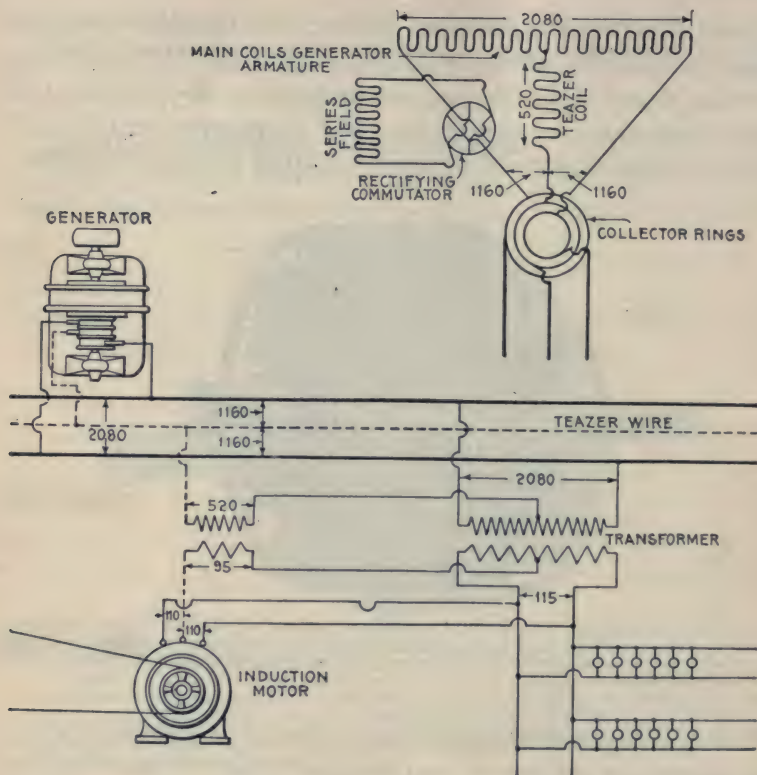 2080
MAIN COILS GENERATOR
ARMATURE
520
TEAZER
COIL
SERIES
FIELD
RECTIFYING
COMMUTATOR
1160
1160
COLLECTOR RINGS
GENERATOR
1160
TEAZER WIRE
2080
1160
2080
520
TRANSFORMER
95
115
110
110
INDUCTION
MOTOR